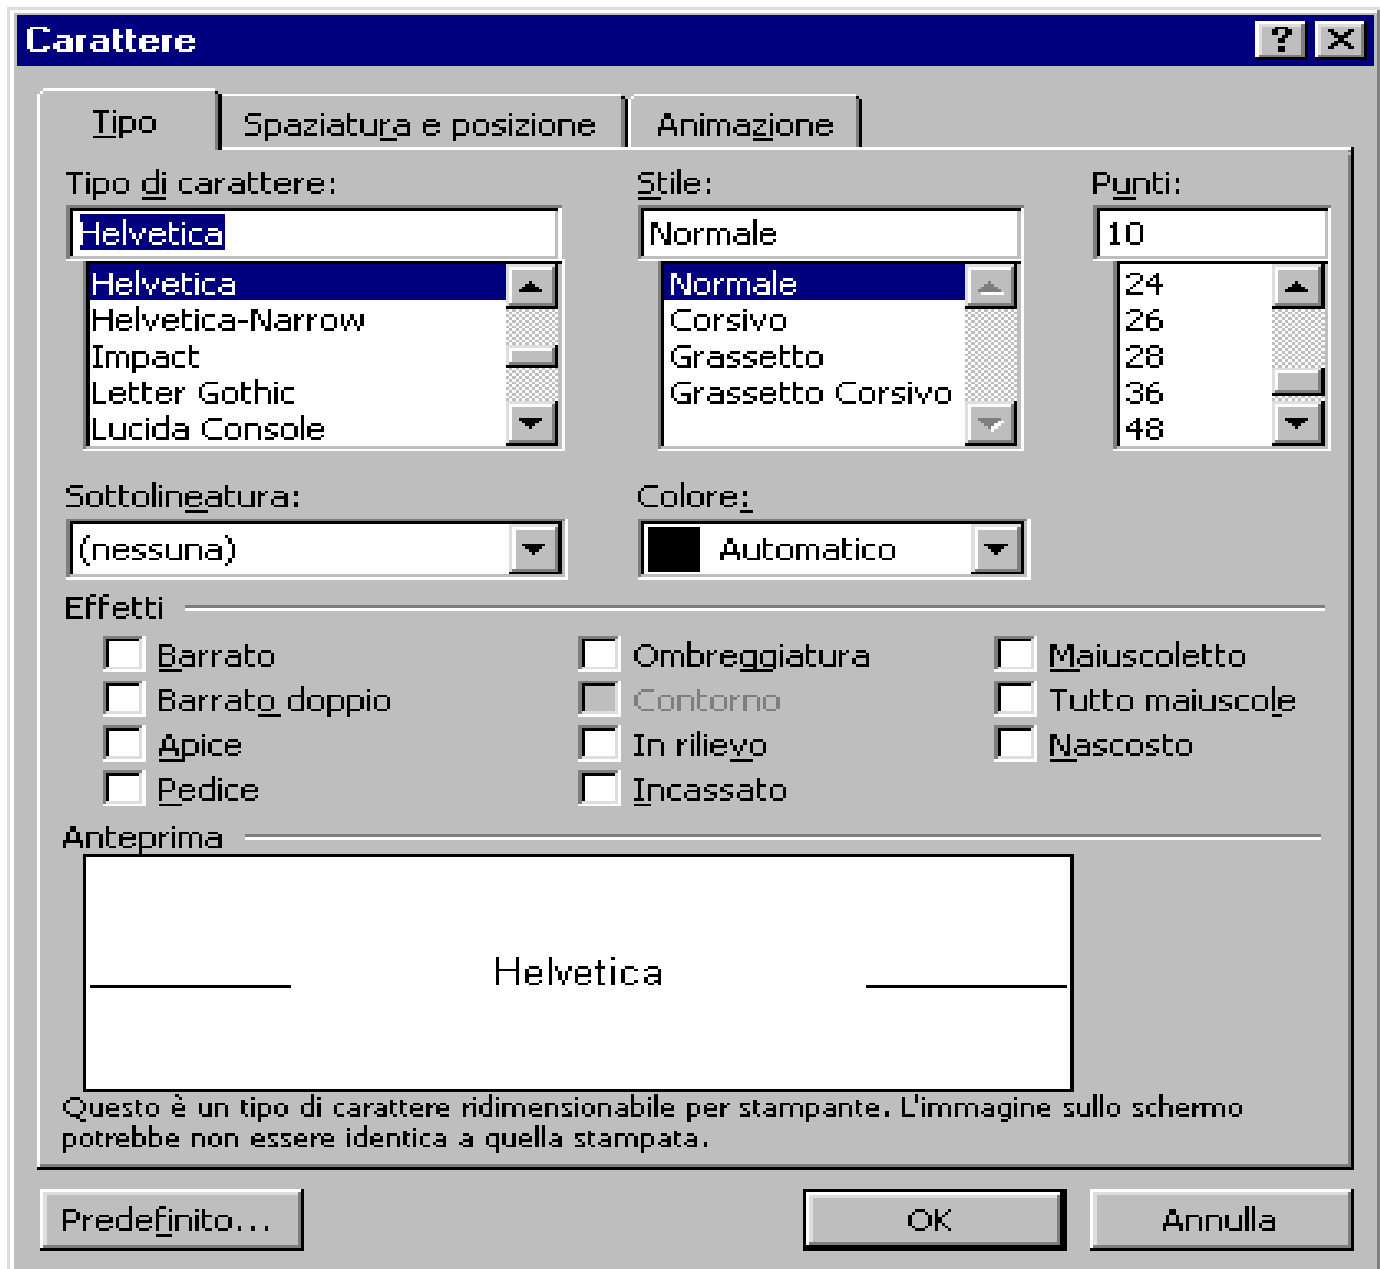 Carattere
Tipo Spaziatura e posizione Animazione
Tipo di carattere: Stile: Punti:
Helvetica Normale 10
Helvetica Normale 24
Helvetica-Narrow Corsivo 26
Impact Grassetto 28
Letter Gothic Grassetto Corsivo 36
Lucida Console 48
Sottolineatura: Colore:
(nessuna) Automatico
Effetti
Barrato Ombreggiatura Maiuscoletto
Barrato doppio Contorno Tutto maiuscole
Apice In rilievo Nascosto
Pedice Incassato
Anteprima
Helvetica
Questo è un tipo di carattere ridimensionabile per stampante. L'immagine sullo schermo
potrebbe non essere identica a quella stampata.
Predefinito... OK Annulla